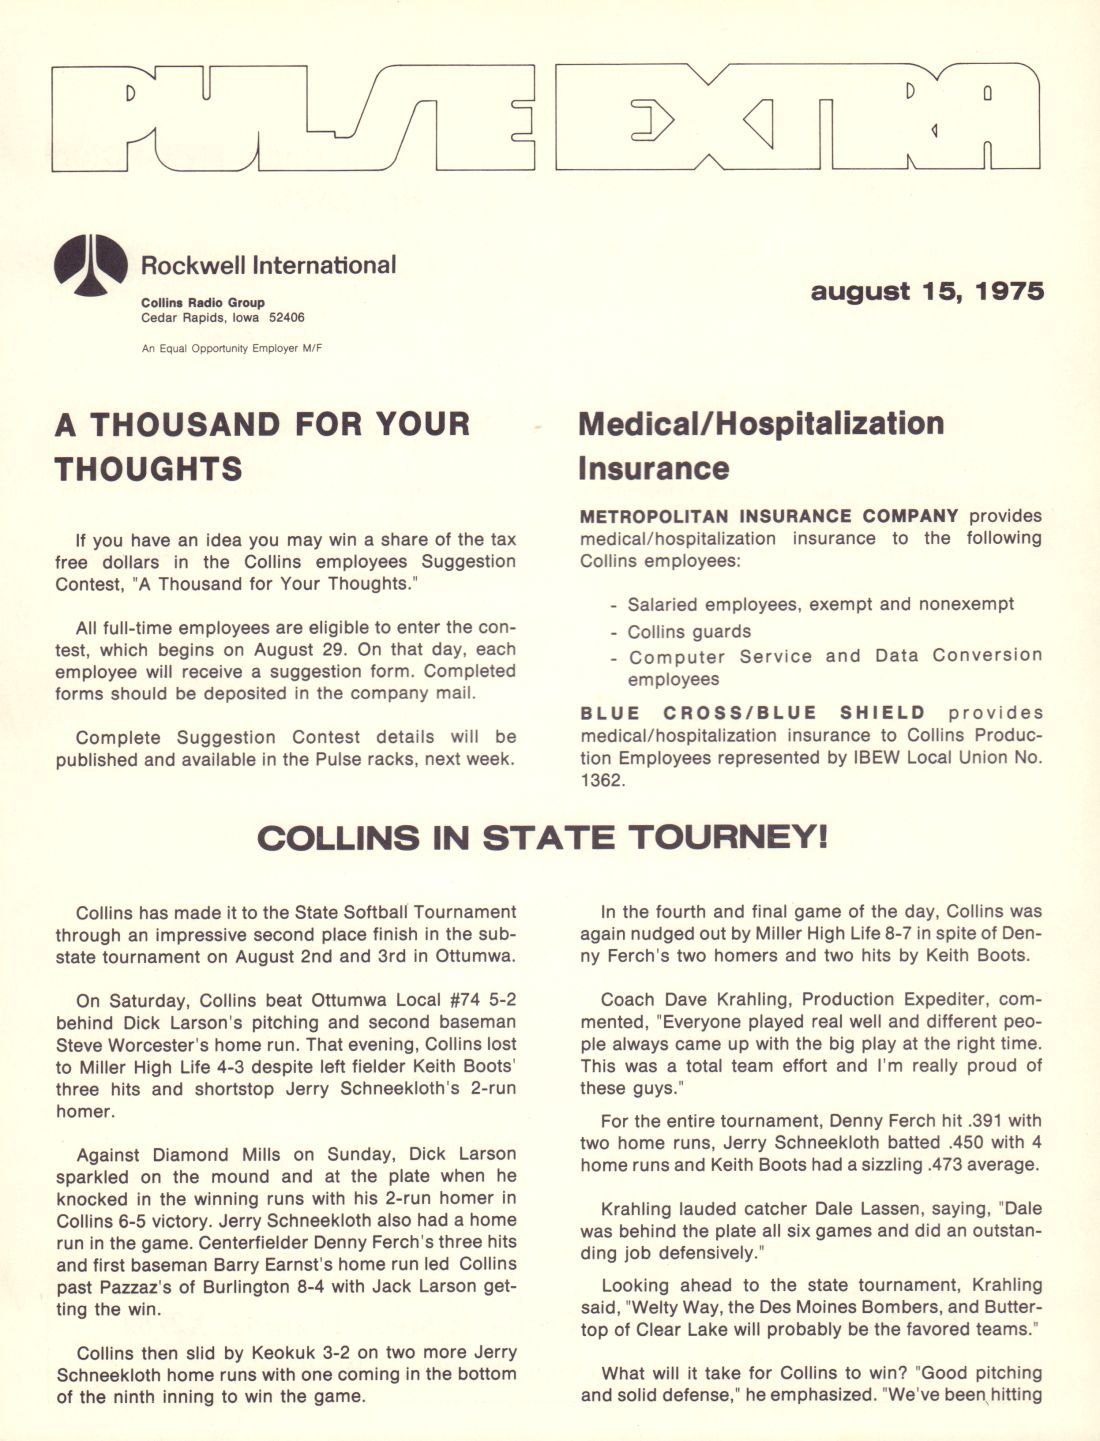 PULSE EXTRA
Rockwell International
Collins Radio Group
Cedar Rapids, Iowa 52406
An Equal Opportunity Employer M/F
august 15, 1975
A THOUSAND FOR YOUR
THOUGHTS
If you have an idea you may win a share of the tax
free dollars in the Collins employees Suggestion
Contest, "A Thousand for Your Thoughts."
All full-time employees are eligible to enter the con-
test, which begins on August 29. On that day, each
employee will receive a suggestion form. Completed
forms should be deposited in the company mail.
Complete Suggestion Contest details will be
published and available in the Pulse racks, next week.
Medical/Hospitalization
Insurance
METROPOLITAN INSURANCE COMPANY provides
medical/hospitalization insurance to the following
Collins employees:
- Salaried employees, exempt and nonexempt
- Collins guards
- Computer Service and Data Conversion
employees
BLUE CROSS/BLUE SHIELD provides
medical/hospitalization insurance to Collins Produc-
tion Employees represented by IBEW Local Union No.
1362.
COLLINS IN STATE TOURNEY!
Collins has made it to the State Softball Tournament
through an impressive second place finish in the sub-
state tournament on August 2nd and 3rd in Ottumwa.
On Saturday, Collins beat Ottumwa Local #74 5-2
behind Dick Larson's pitching and second baseman
Steve Worcester's home run. That evening, Collins lost
to Miller High Life 4-3 despite left fielder Keith Boots'
three hits and shortstop Jerry Schneekloth's 2-run
homer.
Against Diamond Mills on Sunday, Dick Larson
sparkled on the mound and at the plate when he
knocked in the winning runs with his 2-run homer in
Collins 6-5 victory. Jerry Schneekloth also had a home
run in the game. Centerfielder Denny Ferch's three hits
and first baseman Barry Earnst's home run led Collins
past Pazzaz's of Burlington 8-4 with Jack Larson get-
ting the win.
Collins then slid by Keokuk 3-2 on two more Jerry
Schneekloth home runs with one coming in the bottom
of the ninth inning to win the game.
In the fourth and final game of the day, Collins was
again nudged out by Miller High Life 8-7 in spite of Den-
ny Ferch's two homers and two hits by Keith Boots.
Coach Dave Krahling, Production Expediter, com-
mented, "Everyone played real well and different peo-
ple always came up with the big play at the right time.
This was a total team effort and I'm really proud of
these guys."
For the entire tournament, Denny Ferch hit .391 with
two home runs, Jerry Schneekloth batted .450 with 4
home runs and Keith Boots had a sizzling .473 average.
Krahling lauded catcher Dale Lassen, saying, "Dale
was behind the plate all six games and did an outstan-
ding job defensively."
Looking ahead to the state tournament, Krahling
said, "Welty Way, the Des Moines Bombers, and Butter-
top of Clear Lake will probably be the favored teams."
What will it take for Collins to win? "Good pitching
and solid defense," he emphasized. "We've been hitting